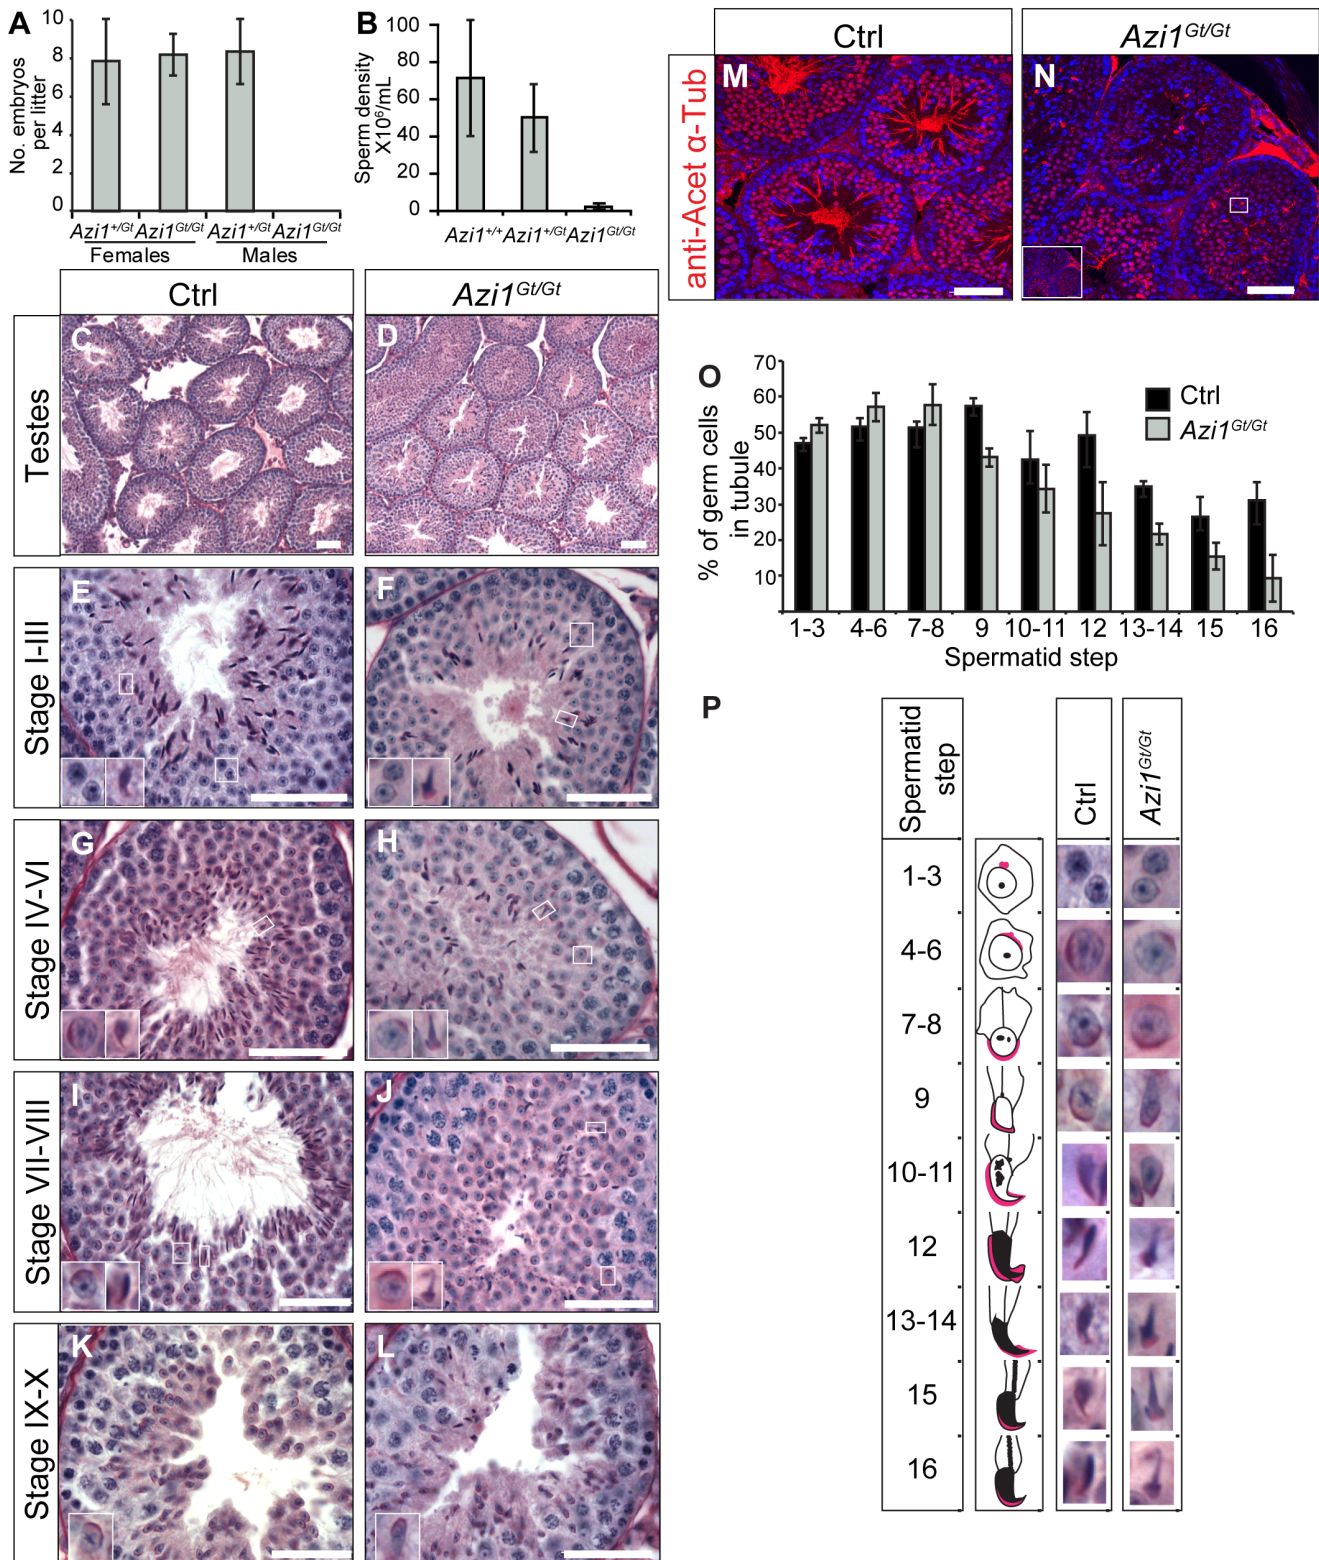 A
No. embryos
per litter
10
8
6
4
2
0
Azi1+/Gt Azi1Gt/Gt Azi1+/Gt Azi1Gt/Gt
Females Males
B
Sperm density
X10⁶/mL
100
80
60
40
20
0
Azi1+/+ Azi1+/Gt Azi1Gt/Gt
Ctrl
Azi1Gt/Gt
Testes
C
D
Stage I-III
E
F
Stage IV-VI
G
H
Stage VII-VIII
I
J
Stage IX-X
K
L
Ctrl
Azi1Gt/Gt
anti-Acet α-Tub
M
N
O
% of germ cells
in tubule
70
60
50
40
30
20
10
Ctrl
Azi1Gt/Gt
1-3 4-6 7-8 9 10-11 12 13-14 15 16
Spermatid step
P
Spermatid
step
Ctrl
Azi1Gt/Gt
1-3
4-6
7-8
9
10-11
12
13-14
15
16